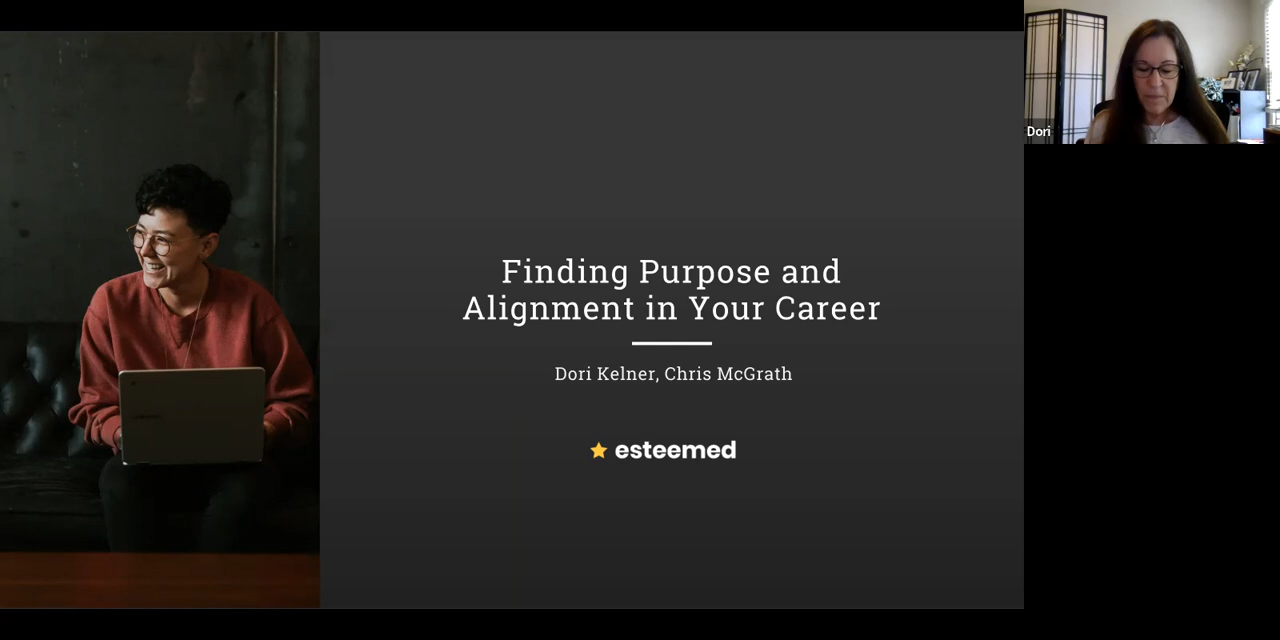 Finding Purpose and
Alignment in Your Career
Dori Kelner, Chris McGrath
esteemed
Dori